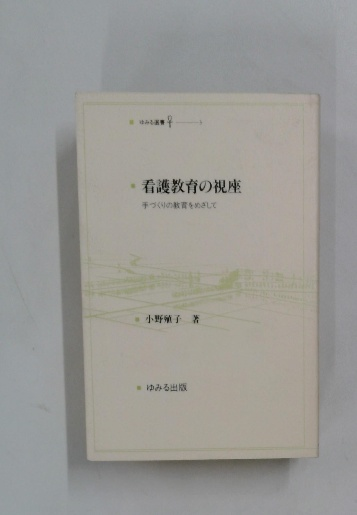 ゆみる選書
看護教育の視座
手づくりの教育をめざして
小野殖子 著
ゆみる出版